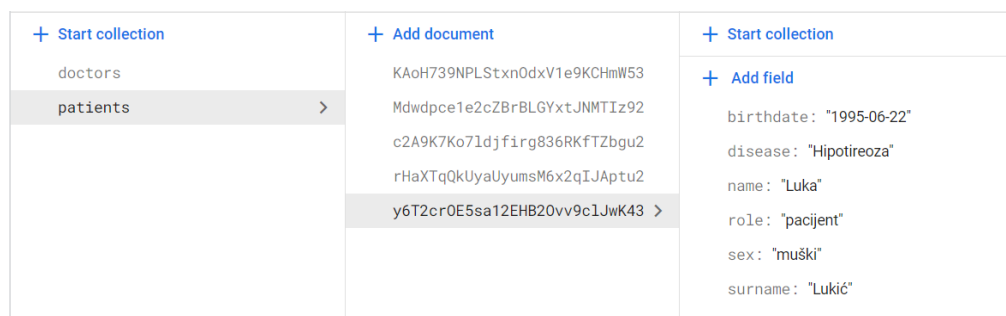 + Start collection
doctors
patients
+ Add document
KAoH739NPLStxnOdxV1e9KCHmW53
Mdwdpce1e2cZBrBLGYxtJNMTIz92
c2A9K7Ko7ldjfirg836RKfTZbgu2
rHaXTqQkUyaUyumsM6x2qIJAptu2
y6T2crOE5sa12EHB2Ovv9clJwK43
+ Start collection
+ Add field
birthdate: "1995-06-22"
disease: "Hipotireoza"
name: "Luka"
role: "pacijent"
sex: "muški"
surname: "Lukić"